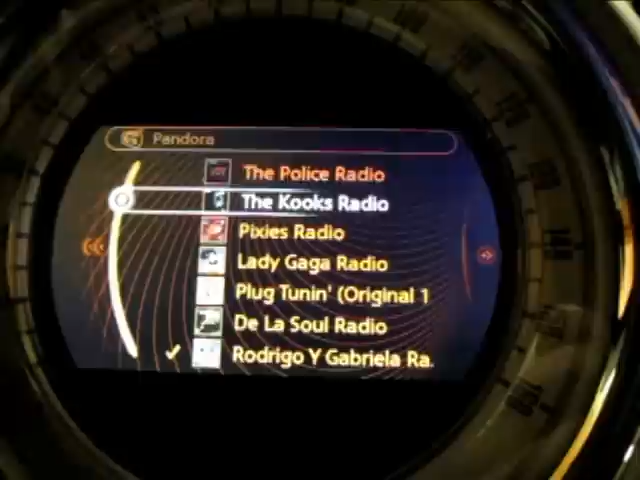 Pandora
The Police Radio
The Kooks Radio
Pixies Radio
Lady Gaga Radio
Plug Tunin' (Original 1
De La Soul Radio
Rodrigo Y Gabriela Ra.